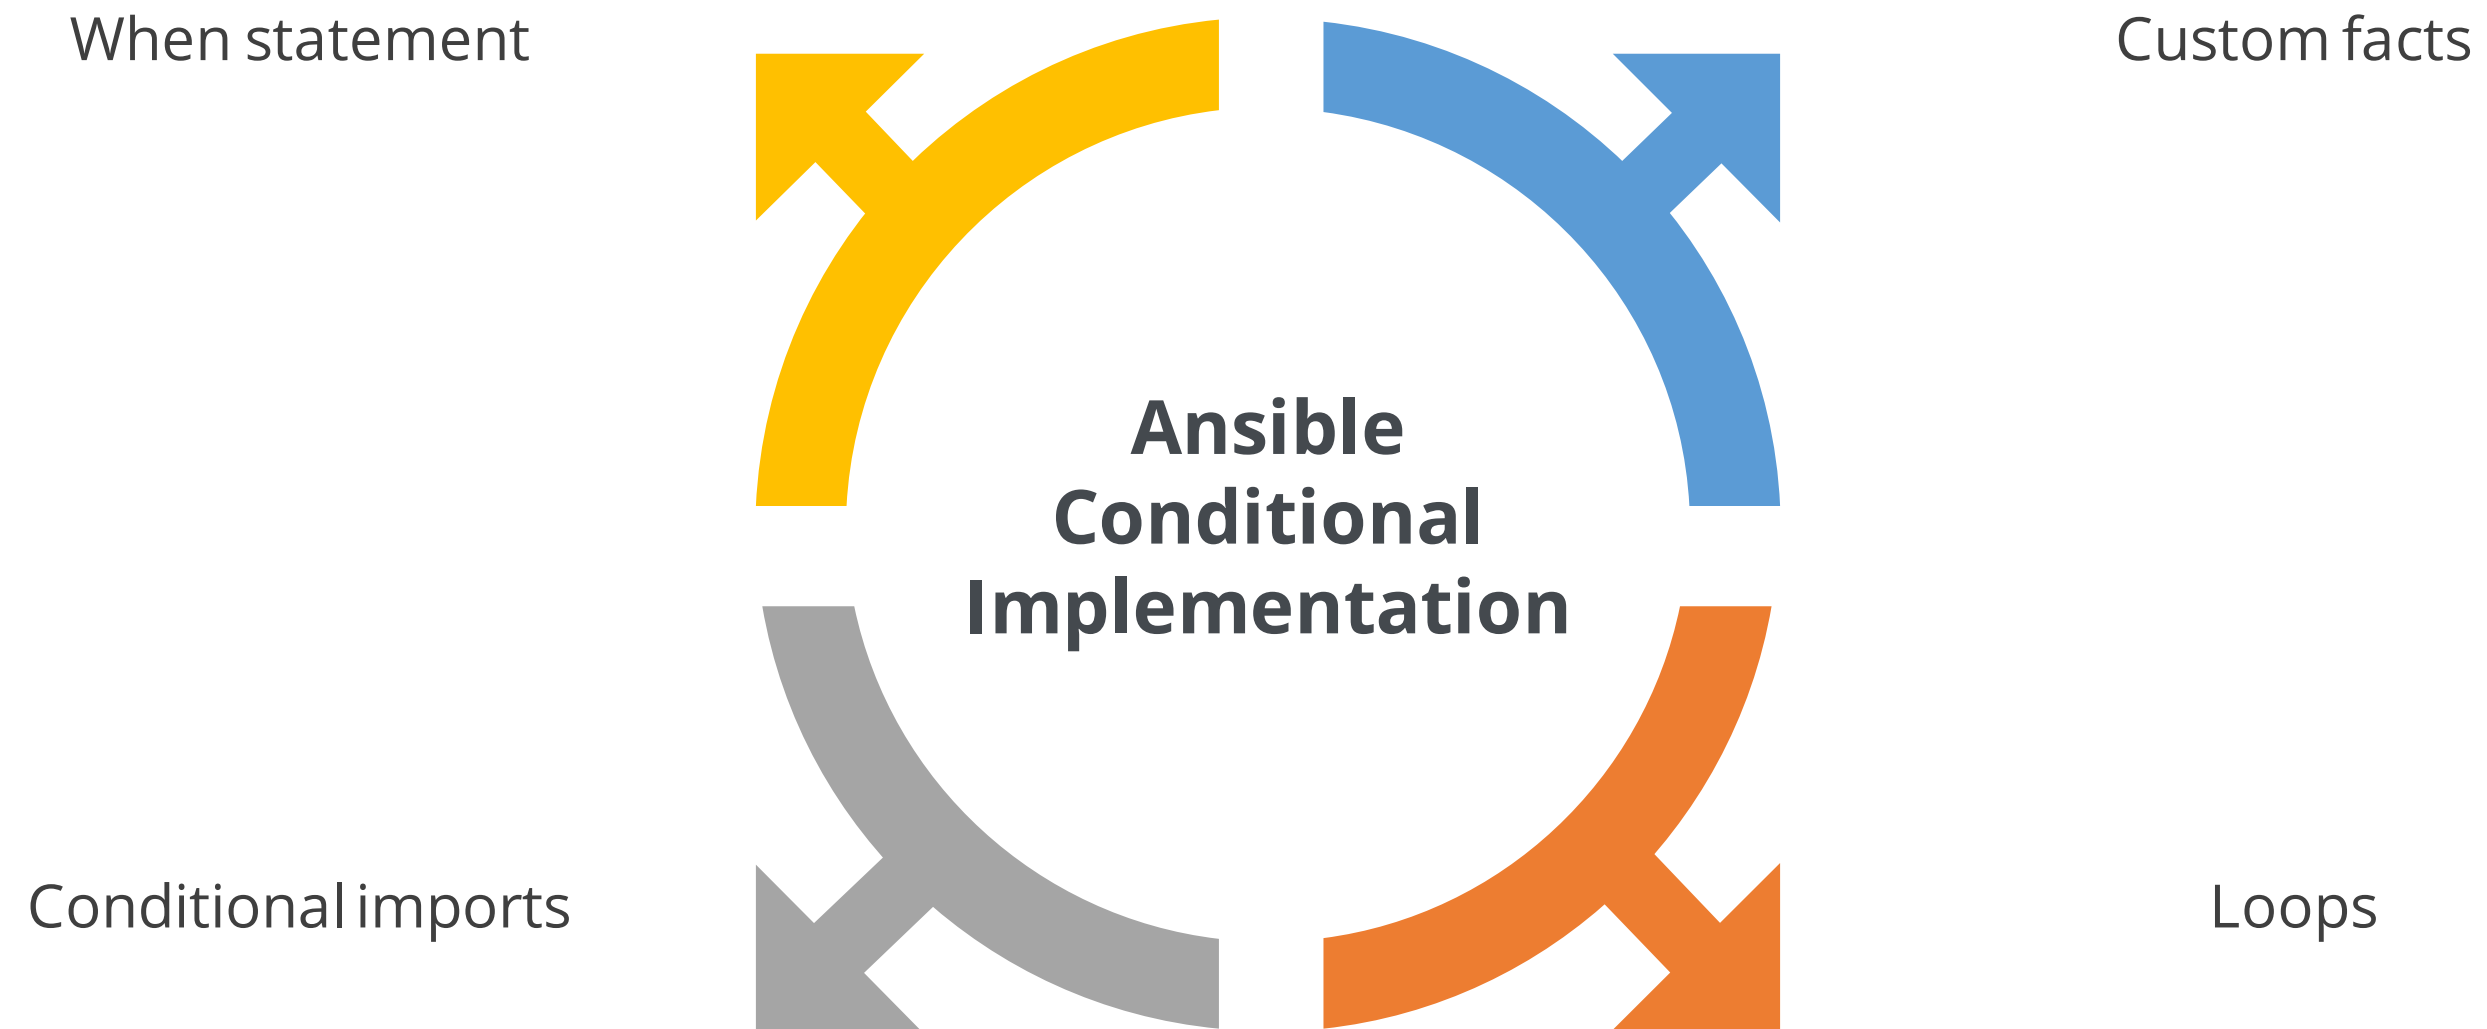 When statement
Custom facts
Ansible
Conditional
Implementation
Conditional imports
Loops